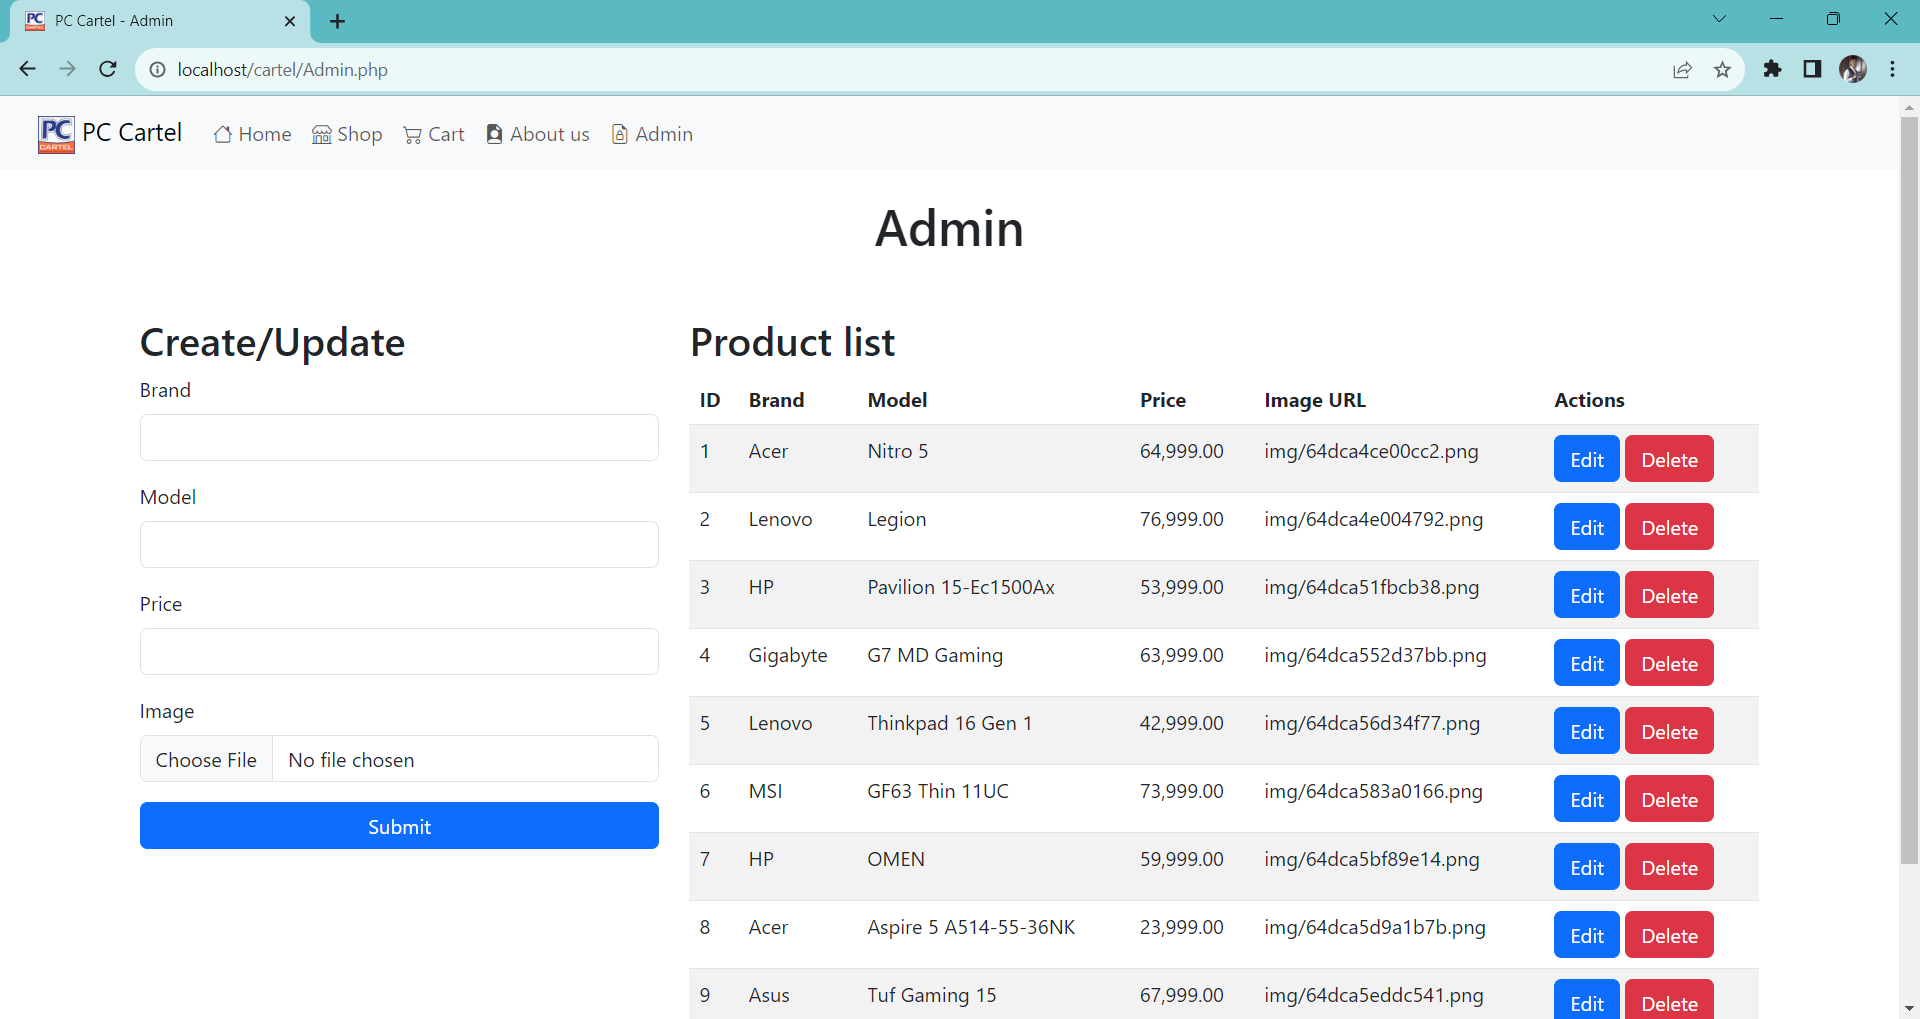 PC Cartel - Admin
localhost/cartel/Admin.php
PC CARTEL PC Cartel Home Shop Cart About us Admin
Admin
Create/Update
Brand
Model
Price
Image
Choose File No file chosen
Submit
Product list
ID Brand Model Price Image URL Actions
1 Acer Nitro 5 64,999.00 img/64dca4ce00cc2.png Edit Delete
2 Lenovo Legion 76,999.00 img/64dca4e004792.png Edit Delete
3 HP Pavilion 15-Ec1500Ax 53,999.00 img/64dca51fbcb38.png Edit Delete
4 Gigabyte G7 MD Gaming 63,999.00 img/64dca552d37bb.png Edit Delete
5 Lenovo Thinkpad 16 Gen 1 42,999.00 img/64dca56d34f77.png Edit Delete
6 MSI GF63 Thin 11UC 73,999.00 img/64dca583a0166.png Edit Delete
7 HP OMEN 59,999.00 img/64dca5bf89e14.png Edit Delete
8 Acer Aspire 5 A514-55-36NK 23,999.00 img/64dca5d9a1b7b.png Edit Delete
9 Asus Tuf Gaming 15 67,999.00 img/64dca5eddc541.png Edit Delete